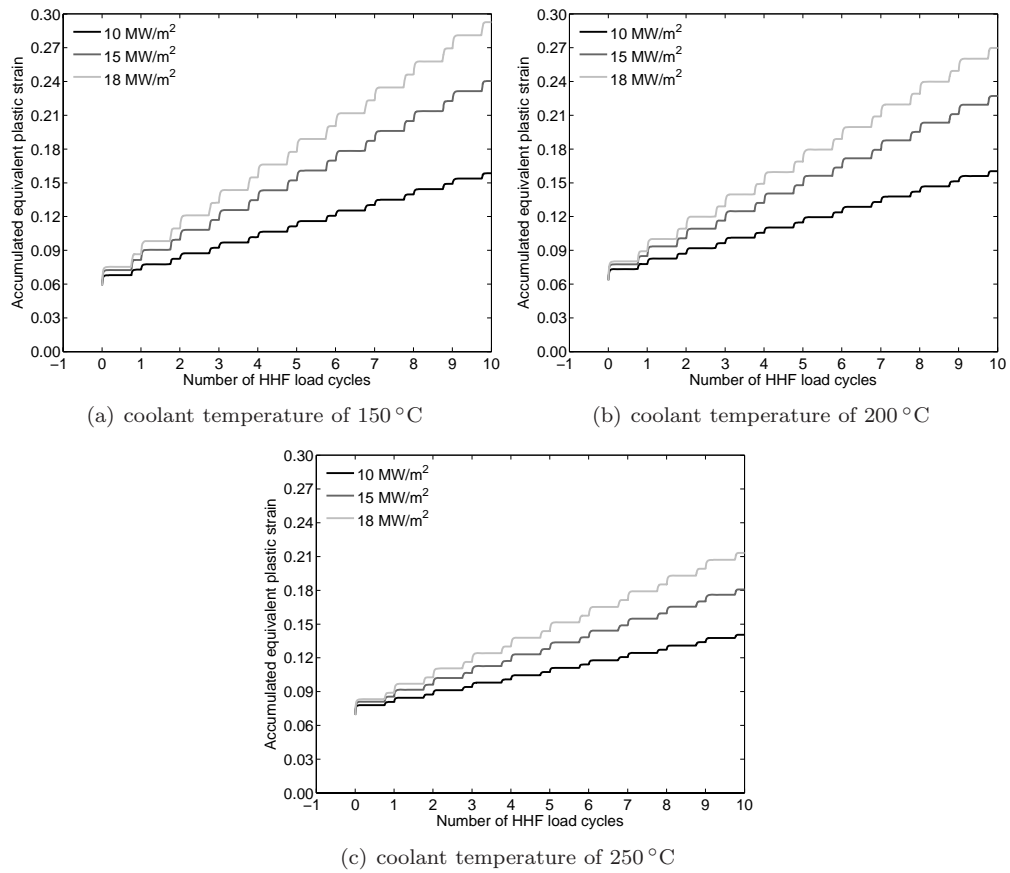 0.30
0.27
0.24
0.21
0.18
0.15
0.12
0.09
0.06
0.03
0.00
Accumulated equivalent plastic strain
10 MW/m²
15 MW/m²
18 MW/m²
−1 0 1 2 3 4 5 6 7 8 9 10
Number of HHF load cycles
(a) coolant temperature of 150 °C
0.30
0.27
0.24
0.21
0.18
0.15
0.12
0.09
0.06
0.03
0.00
Accumulated equivalent plastic strain
10 MW/m²
15 MW/m²
18 MW/m²
−1 0 1 2 3 4 5 6 7 8 9 10
Number of HHF load cycles
(b) coolant temperature of 200 °C
0.30
0.27
0.24
0.21
0.18
0.15
0.12
0.09
0.06
0.03
0.00
Accumulated equivalent plastic strain
10 MW/m²
15 MW/m²
18 MW/m²
−1 0 1 2 3 4 5 6 7 8 9 10
Number of HHF load cycles
(c) coolant temperature of 250 °C